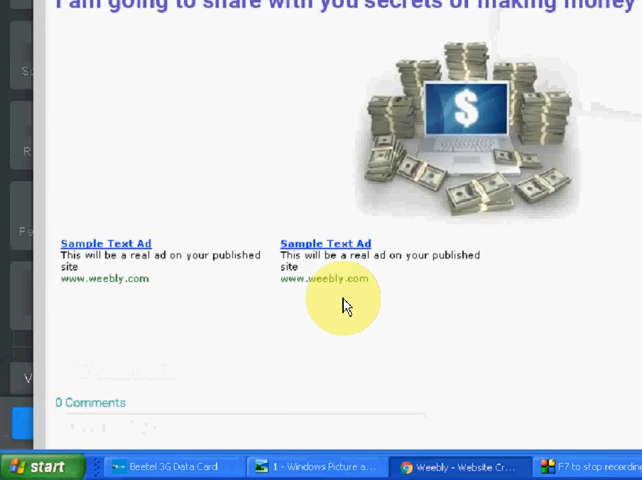 I am going to share with you secrets of making money
$
Sample Text Ad
This will be a real ad on your published
site
www.weebly.com
Sample Text Ad
This will be a real ad on your published
site
www.weebly.com
0 Comments
start
Beetel 3G Data Card
1 - Windows Picture a...
Weebly - Website Cr...
F7 to stop recording